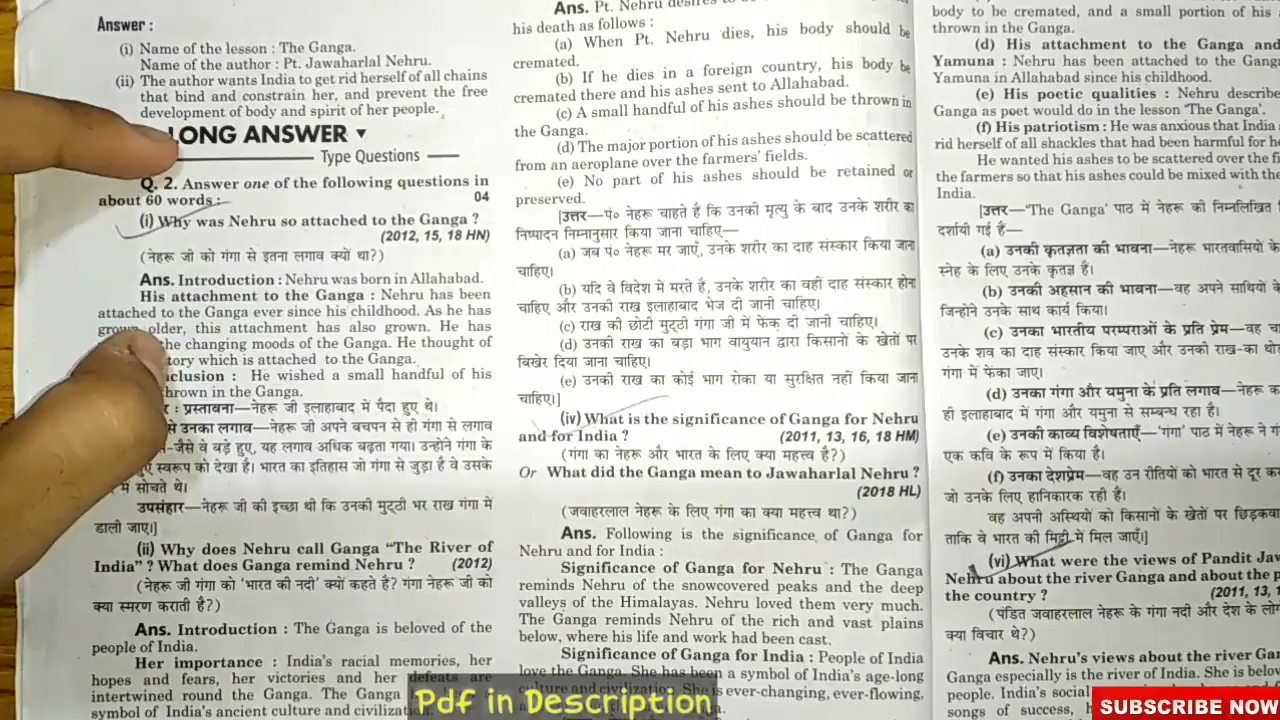 Answer :
(i) Name of the lesson : The Ganga.
Name of the author : Pt. Jawaharlal Nehru.
(ii) The author wants India to get rid herself of all chains
that bind and constrain her, and prevent the free
development of body and spirit of her people.
LONG ANSWER ▼
Type Questions
Q. 2. Answer one of the following questions in
about 60 words : 04
(i) Why was Nehru so attached to the Ganga ?
(2012, 15, 18 HN)
(नेहरू जी को गंगा से इतना लगाव क्यों था?)
Ans. Introduction : Nehru was born in Allahabad.
His attachment to the Ganga : Nehru has been
attached to the Ganga ever since his childhood. As he has
grown older, this attachment has also grown. He has
the changing moods of the Ganga. He thought of
tory which is attached to the Ganga.
clusion : He wished a small handful of his
hrown in the Ganga.
: प्रस्तावना—नेहरू जी इलाहाबाद में पैदा हुए थे।
से उनका लगाव—नेहरू जी अपने बचपन से ही गंगा से लगाव
-जैसे वे बड़े हुए, यह लगाव अधिक बढ़ता गया। उन्होंने गंगा के
स्वरूप को देखा है। भारत का इतिहास जो गंगा से जुड़ा है वे उसके
में सोचते थे।
उपसंहार—नेहरू जी की इच्छा थी कि उनकी मुट्ठी भर राख गंगा में
डाली जाए।]
(ii) Why does Nehru call Ganga “The River of
India” ? What does Ganga remind Nehru ? (2012)
(नेहरू जी गंगा को ‘भारत की नदी’ क्यों कहते है? गंगा नेहरू जी को
क्या स्मरण कराती है?)
Ans. Introduction : The Ganga is beloved of the
people of India.
Her importance : India’s racial memories, her
hopes and fears, her victories and her defeats are
intertwined round the Ganga. The Ganga
symbol of India’s ancient culture and civilizati
Ans. Pt. Nehru desires to
his death as follows :
(a) When Pt. Nehru dies, his body should be
cremated.
(b) If he dies in a foreign country, his body be
cremated there and his ashes sent to Allahabad.
(c) A small handful of his ashes should be thrown in
the Ganga.
(d) The major portion of his ashes should be scattered
from an aeroplane over the farmers’ fields.
(e) No part of his ashes should be retained or
preserved.
[उत्तर—पं० नेहरू चाहते है कि उनकी मृत्यु के बाद उनके शरीर का
निष्पादन निम्नानुसार किया जाना चाहिए—
(a) जब पं० नेहरू मर जाएँ, उनके शरीर का दाह संस्कार किया जाना
चाहिए।
(b) यदि वे विदेश में मरते है, उनके शरीर का वहीं दाह संस्कार होना
चाहिए और उनकी राख इलाहाबाद भेज दी जानी चाहिए।
(c) राख की छोटी मुट्ठी गंगा जी में फेंक दी जानी चाहिए।
(d) उनकी राख का बड़ा भाग वायुयान द्वारा किसानों के खेतों पर
बिखेर दिया जाना चाहिए।
(e) उनकी राख का कोई भाग रोका या सुरक्षित नहीं किया जाना
चाहिए।]
(iv) What is the significance of Ganga for Nehru
and for India ? (2011, 13, 16, 18 HM)
(गंगा का नेहरू और भारत के लिए क्या महत्त्व है?)
Or What did the Ganga mean to Jawaharlal Nehru ?
(2018 HL)
(जवाहरलाल नेहरू के लिए गंगा का क्या महत्त्व था?)
Ans. Following is the significance of Ganga for
Nehru and for India :
Significance of Ganga for Nehru : The Ganga
reminds Nehru of the snowcovered peaks and the deep
valleys of the Himalayas. Nehru loved them very much.
The Ganga reminds Nehru of the rich and vast plains
below, where his life and work had been cast.
Significance of Ganga for India : People of India
love the Ganga. She has been a symbol of India’s age-long
culture and civilization. She is ever-changing, ever-flowing,
body to be cremated, and a small portion of his
thrown in the Ganga.
(d) His attachment to the Ganga and
Yamuna : Nehru has been attached to the Ganga
Yamuna in Allahabad since his childhood.
(e) His poetic qualities : Nehru describe
Ganga as poet would do in the lesson ‘The Ganga’.
(f) His patriotism : He was anxious that India
rid herself of all shackles that had been harmful for he
He wanted his ashes to be scattered over the fi
the farmers so that his ashes could be mixed with the
India.
[उत्तर—‘The Ganga’ पाठ में नेहरू की निम्नलिखित
दर्शायी गई हैं—
(a) उनकी कृतज्ञता की भावना—नेहरू भारतवासियों के
स्नेह के लिए उनके कृतज्ञ हैं।
(b) उनकी अहसान की भावना—वह अपने साथियों के
जिन्होंने उनके साथ कार्य किया।
(c) उनका भारतीय परम्पराओं के प्रति प्रेम—वह च
उनके शव का दाह संस्कार किया जाए और उनकी राख-का थो
गंगा में फेंका जाए।
(d) उनका गंगा और यमुना के प्रति लगाव—नेहरू क
ही इलाहाबाद में गंगा और यमुना से सम्बन्ध रहा है।
(e) उनकी काव्य विशेषताएँ—‘गंगा’ पाठ में नेहरू ने गं
एक कवि के रूप में किया है।
(f) उनका देशप्रेम—वह उन रीतियों को भारत से दूर क
जो उनके लिए हानिकारक रही हैं।
वह अपनी अस्थियों को किसानों के खेतों पर छिड़कवा
ताकि वे भारत की मिट्टी में मिल जाएँ।]
(vi) What were the views of Pandit Jaw
Nehru about the river Ganga and about the p
the country ? (2011, 13, 1
(पंडित जवाहरलाल नेहरू के गंगा नदी और देश के लो
क्या विचार थे?)
Ans. Nehru’s views about the river Gan
Ganga especially is the river of India. She is belov
people. India’s social
songs of success, h
Pdf in Description
SUBSCRIBE NOW